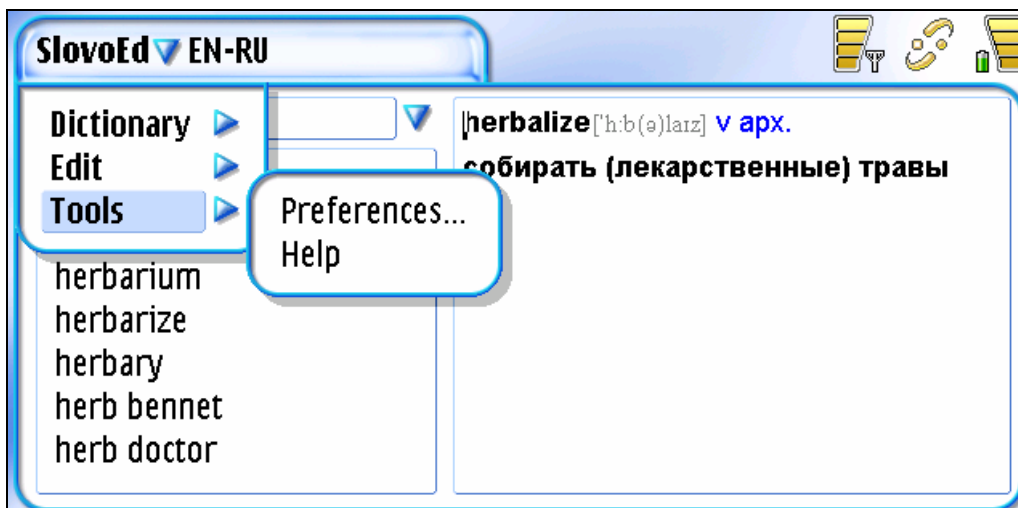 SlovoEd EN-RU
Dictionary
Edit
Tools
Preferences...
Help
herbarium
herbarize
herbary
herb bennet
herb doctor
herbalize ['h:b(ə)laɪz] v арх.
собирать (лекарственные) травы